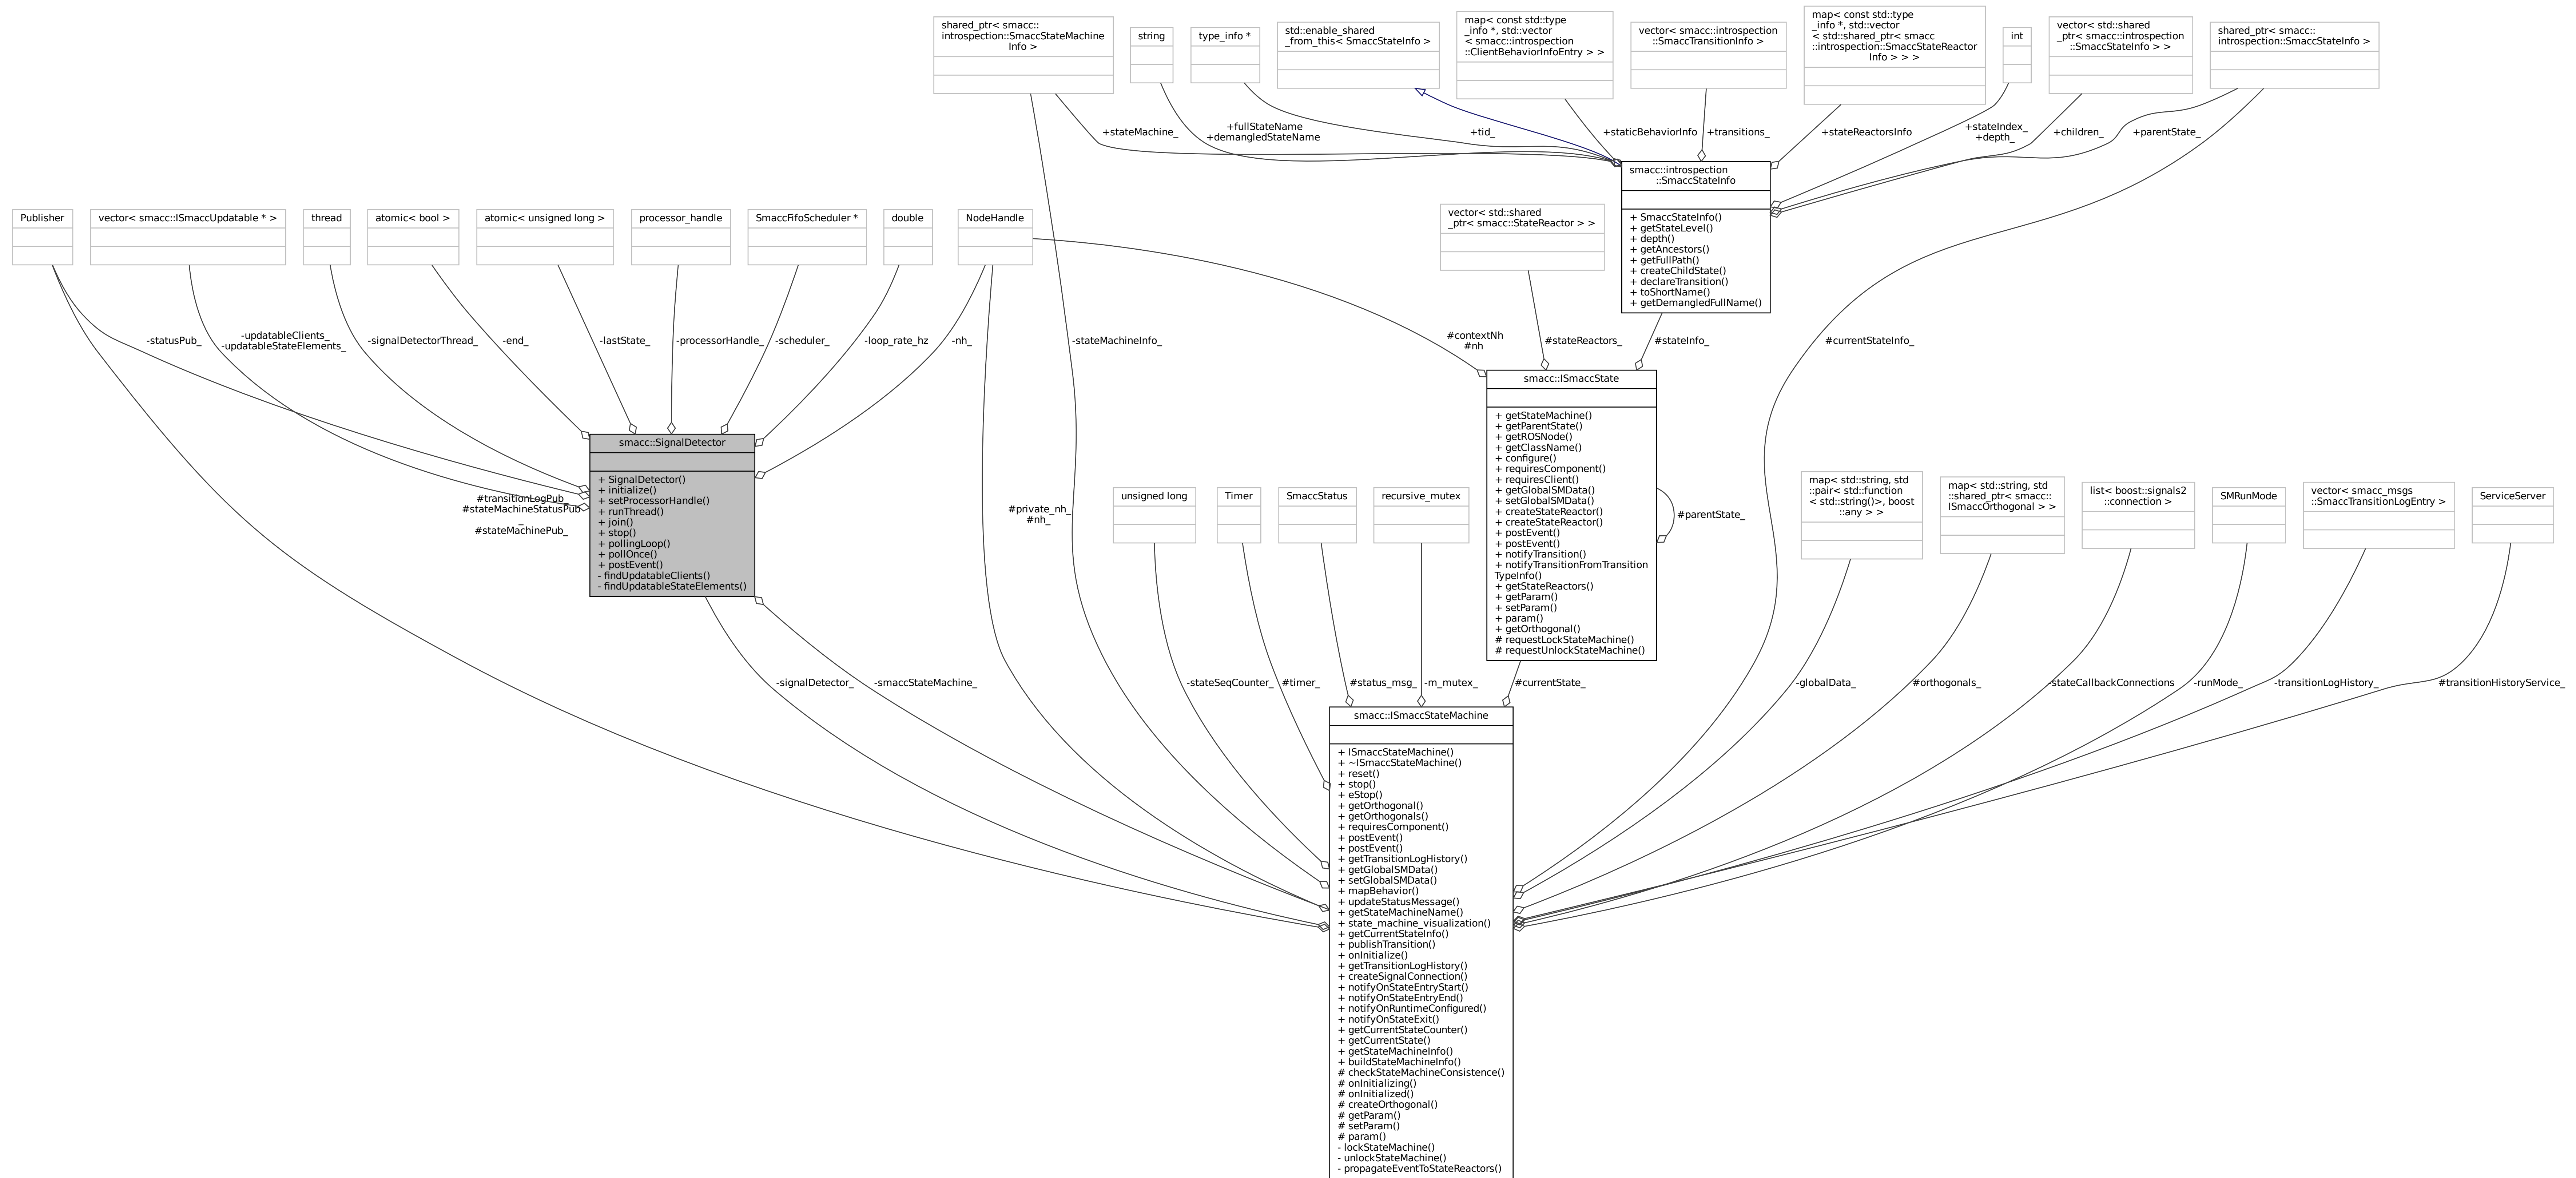 shared_ptr< smacc::
introspection::SmaccStateMachine
Info >
string
type_info *
std::enable_shared
_from_this< SmaccStateInfo >
map< const std::type
_info *, std::vector
< smacc::introspection
::ClientBehaviorInfoEntry > >
vector< smacc::introspection
::SmaccTransitionInfo >
map< const std::type
_info *, std::vector
< std::shared_ptr< smacc
::introspection::SmaccStateReactor
Info > > >
int
vector< std::shared
_ptr< smacc::introspection
::SmaccStateInfo > >
shared_ptr< smacc::
introspection::SmaccStateInfo >
+stateMachine_
+fullStateName
+demangledStateName
+tid_
+staticBehaviorInfo
+transitions_
+stateReactorsInfo
+stateIndex_
+depth_
+children_
+parentState_
smacc::introspection
::SmaccStateInfo
+ SmaccStateInfo()
+ getStateLevel()
+ depth()
+ getAncestors()
+ getFullPath()
+ createChildState()
+ declareTransition()
+ toShortName()
+ getDemangledFullName()
Publisher
vector< smacc::ISmaccUpdatable * >
thread
atomic< bool >
atomic< unsigned long >
processor_handle
SmaccFifoScheduler *
double
NodeHandle
vector< std::shared
_ptr< smacc::StateReactor > >
-statusPub_
-updatableClients_
-updatableStateElements_
-signalDetectorThread_
-end_
-lastState_
-processorHandle_
-scheduler_
-loop_rate_hz
-nh_
-stateMachineInfo_
#contextNh
#nh
#stateReactors_
#stateInfo_
#currentStateInfo_
smacc::SignalDetector
+ SignalDetector()
+ initialize()
+ setProcessorHandle()
+ runThread()
+ join()
+ stop()
+ pollingLoop()
+ pollOnce()
+ postEvent()
- findUpdatableClients()
- findUpdatableStateElements()
#transitionLogPub_
#stateMachineStatusPub
_
#stateMachinePub_
#private_nh_
#nh_
smacc::ISmaccState
+ getStateMachine()
+ getParentState()
+ getROSNode()
+ getClassName()
+ configure()
+ requiresComponent()
+ requiresClient()
+ getGlobalSMData()
+ setGlobalSMData()
+ createStateReactor()
+ createStateReactor()
+ postEvent()
+ postEvent()
+ notifyTransition()
+ notifyTransitionFromTransition
TypeInfo()
+ getStateReactors()
+ getParam()
+ setParam()
+ param()
+ getOrthogonal()
# requestLockStateMachine()
# requestUnlockStateMachine()
#parentState_
unsigned long
Timer
SmaccStatus
recursive_mutex
map< std::string, std
::pair< std::function
< std::string()>, boost
::any > >
map< std::string, std
::shared_ptr< smacc::
ISmaccOrthogonal > >
list< boost::signals2
::connection >
SMRunMode
vector< smacc_msgs
::SmaccTransitionLogEntry >
ServiceServer
-signalDetector_
-smaccStateMachine_
-stateSeqCounter_
#timer_
#status_msg_
-m_mutex_
#currentState_
-globalData_
#orthogonals_
-stateCallbackConnections
-runMode_
-transitionLogHistory_
#transitionHistoryService_
smacc::ISmaccStateMachine
+ ISmaccStateMachine()
+ ~ISmaccStateMachine()
+ reset()
+ stop()
+ eStop()
+ getOrthogonal()
+ getOrthogonals()
+ requiresComponent()
+ postEvent()
+ postEvent()
+ getTransitionLogHistory()
+ getGlobalSMData()
+ setGlobalSMData()
+ mapBehavior()
+ updateStatusMessage()
+ getStateMachineName()
+ state_machine_visualization()
+ getCurrentStateInfo()
+ publishTransition()
+ onInitialize()
+ getTransitionLogHistory()
+ createSignalConnection()
+ notifyOnStateEntryStart()
+ notifyOnStateEntryEnd()
+ notifyOnRuntimeConfigured()
+ notifyOnStateExit()
+ getCurrentStateCounter()
+ getCurrentState()
+ getStateMachineInfo()
+ buildStateMachineInfo()
# checkStateMachineConsistence()
# onInitializing()
# onInitialized()
# createOrthogonal()
# getParam()
# setParam()
# param()
- lockStateMachine()
- unlockStateMachine()
- propagateEventToStateReactors()